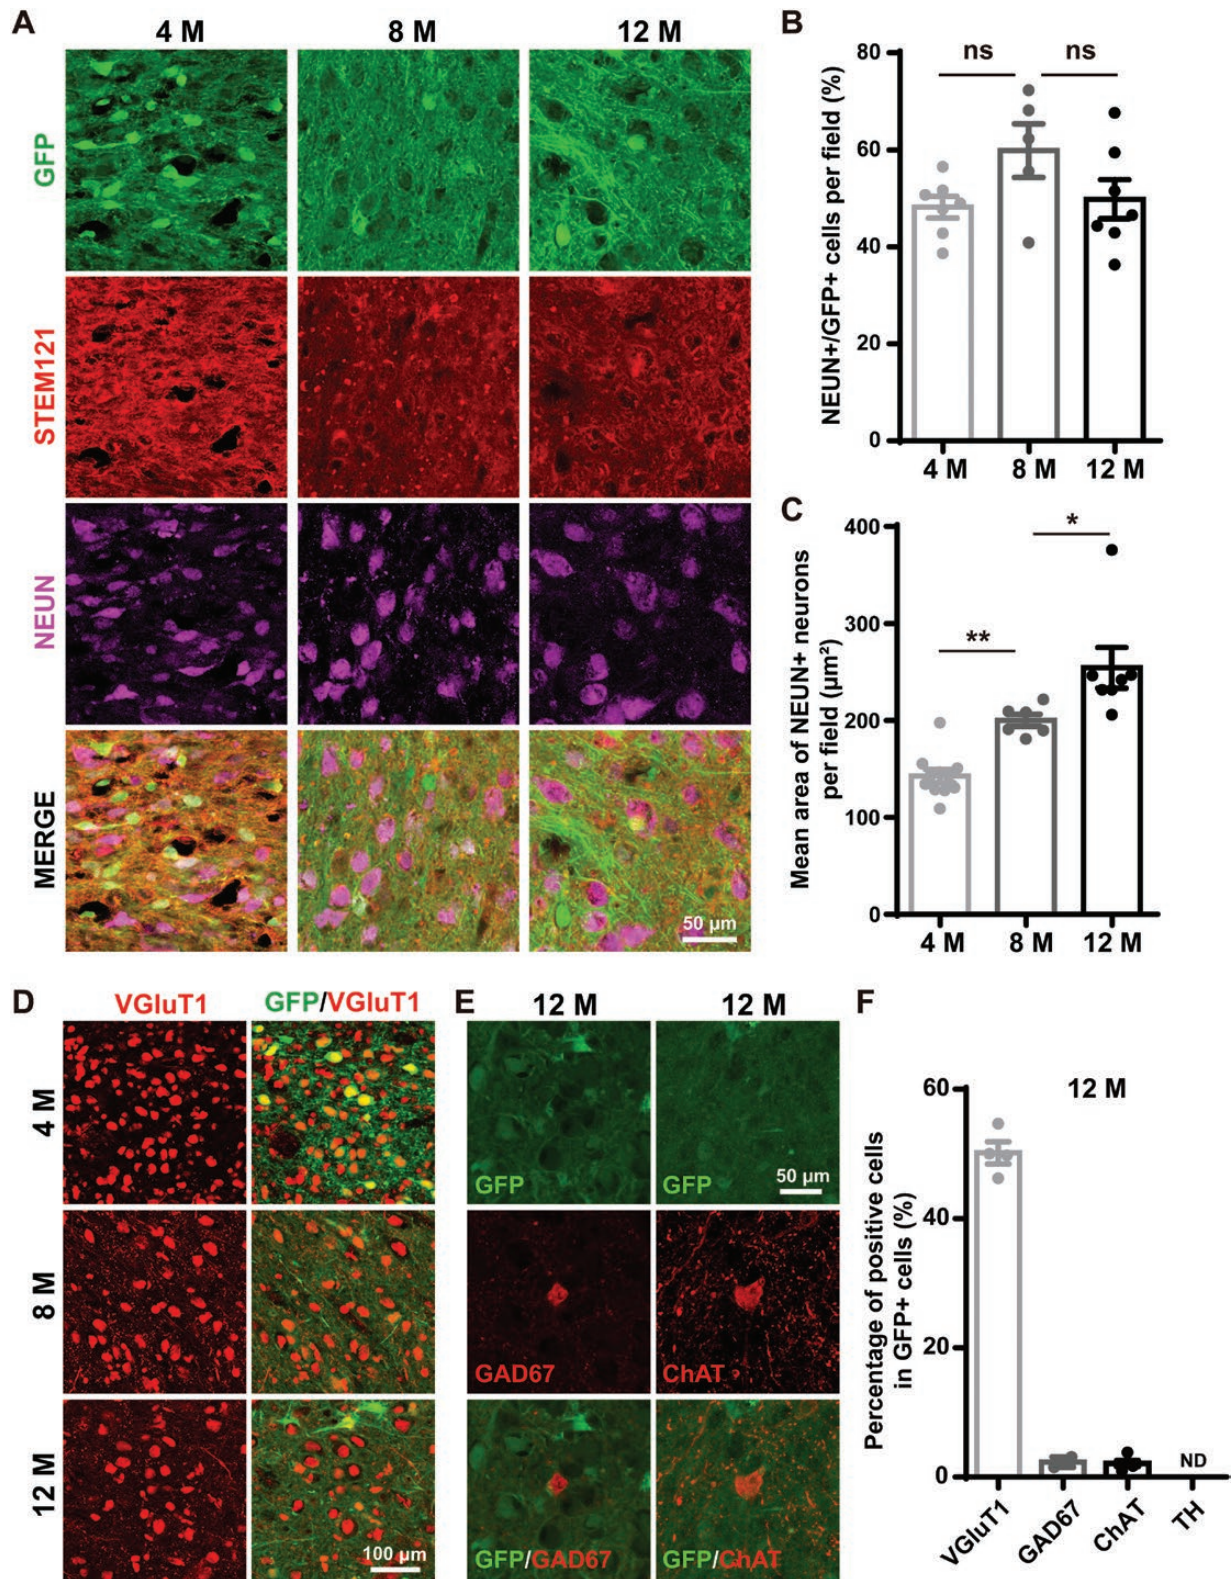 A
4 M
8 M
12 M
GFP
STEM121
NEUN
MERGE
50 µm
B
NEUN+/GFP+ cells per field (%)
80
60
40
20
0
ns
ns
4 M
8 M
12 M
C
Mean area of NEUN+ neurons
per field (µm²)
400
300
200
100
0
**
*
4 M
8 M
12 M
D
VGluT1
GFP/VGluT1
4 M
8 M
12 M
100 µm
E
12 M
12 M
GFP
GFP
50 µm
GAD67
ChAT
GFP/GAD67
GFP/ChAT
F
12 M
Percentage of positive cells
in GFP+ cells (%)
60
40
20
0
ND
VGluT1
GAD67
ChAT
TH